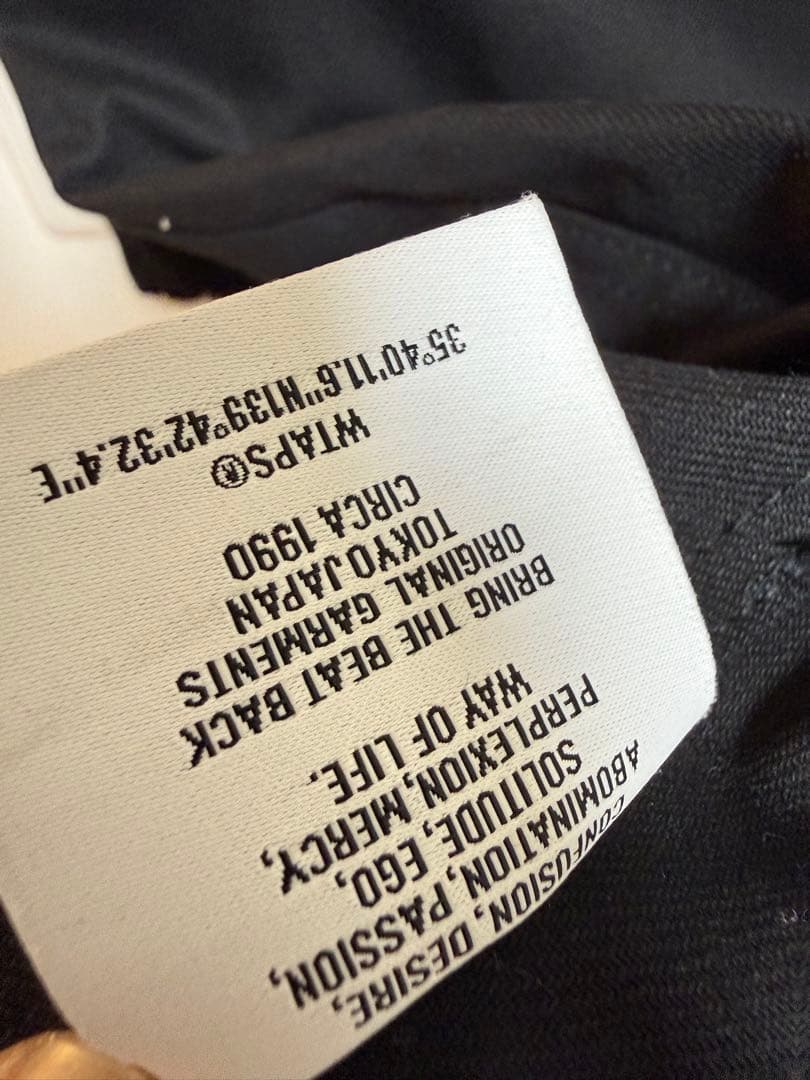 CONFUSION, DESIRE,
ABOMINATION, PASSION,
SOLITUDE, EGO,
PERPLEXION, MERCY,
WAY OF LIFE.
BRING THE BEAT BACK
ORIGINAL GARMENTS
TOKYO JAPAN
CIRCA 1990
WTAPS®
35°40'11.6"N139°42'32.4"E